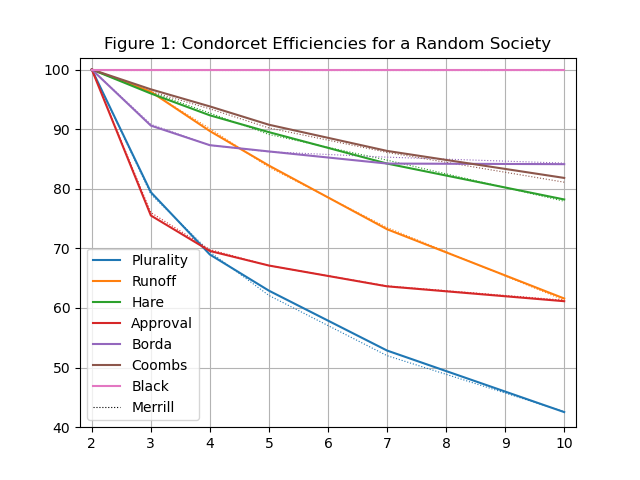 Figure 1: Condorcet Efficiencies for a Random Society
100
90
80
70
60
50
40
Plurality
Runoff
Hare
Approval
Borda
Coombs
Black
Merrill
2 3 4 5 6 7 8 9 10